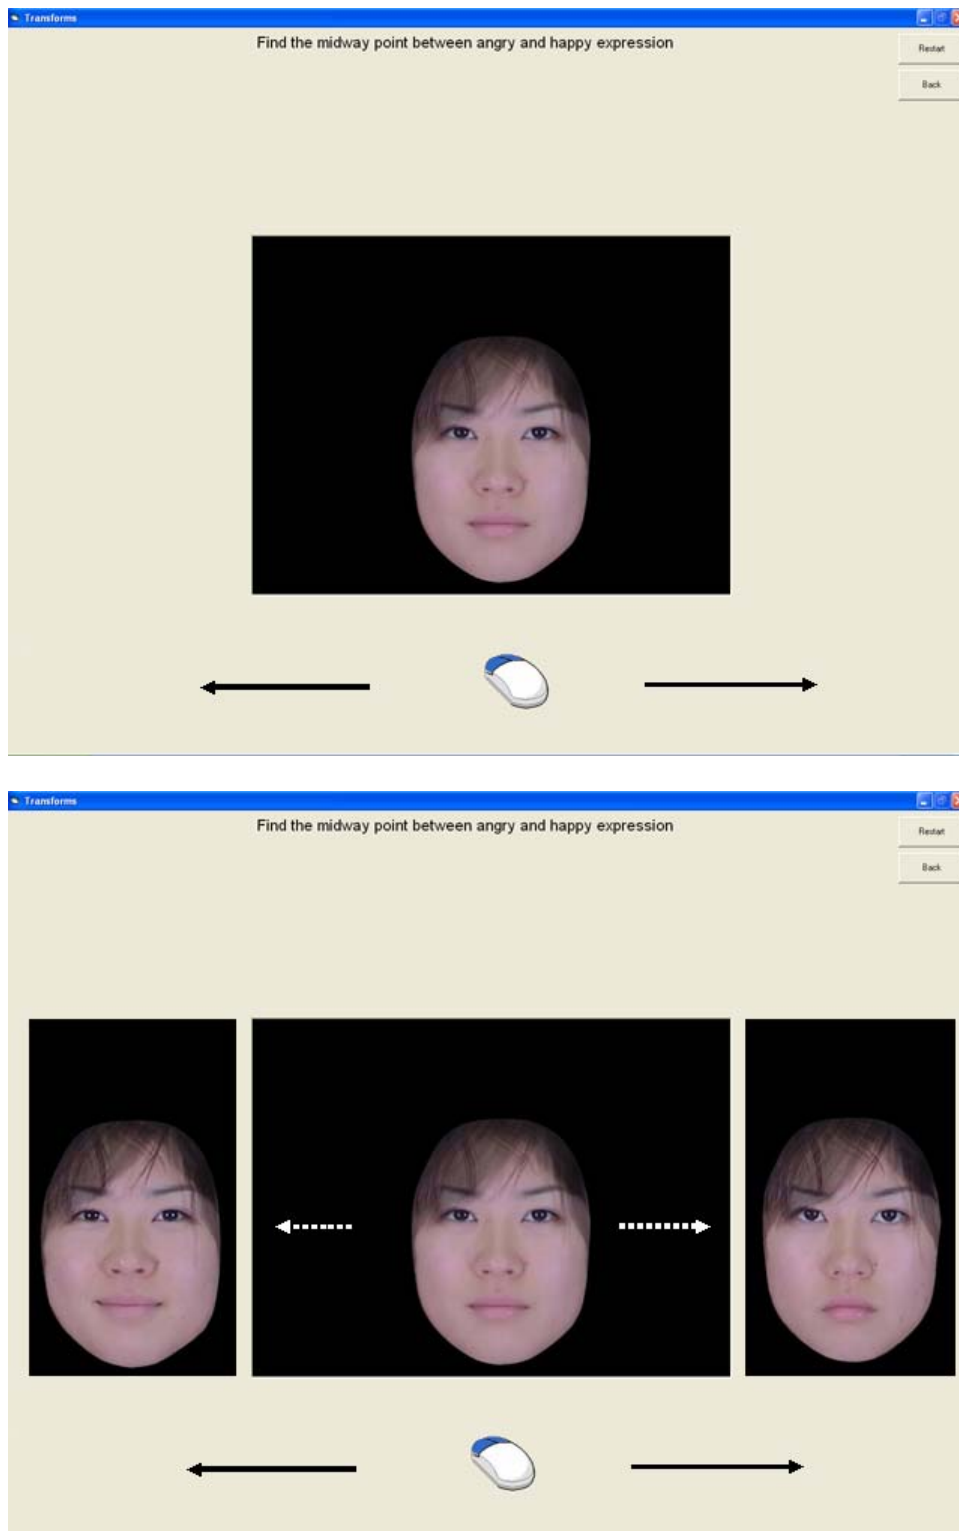 Transforms
Find the midway point between angry and happy expression
Restart
Back
Transforms
Find the midway point between angry and happy expression
Restart
Back